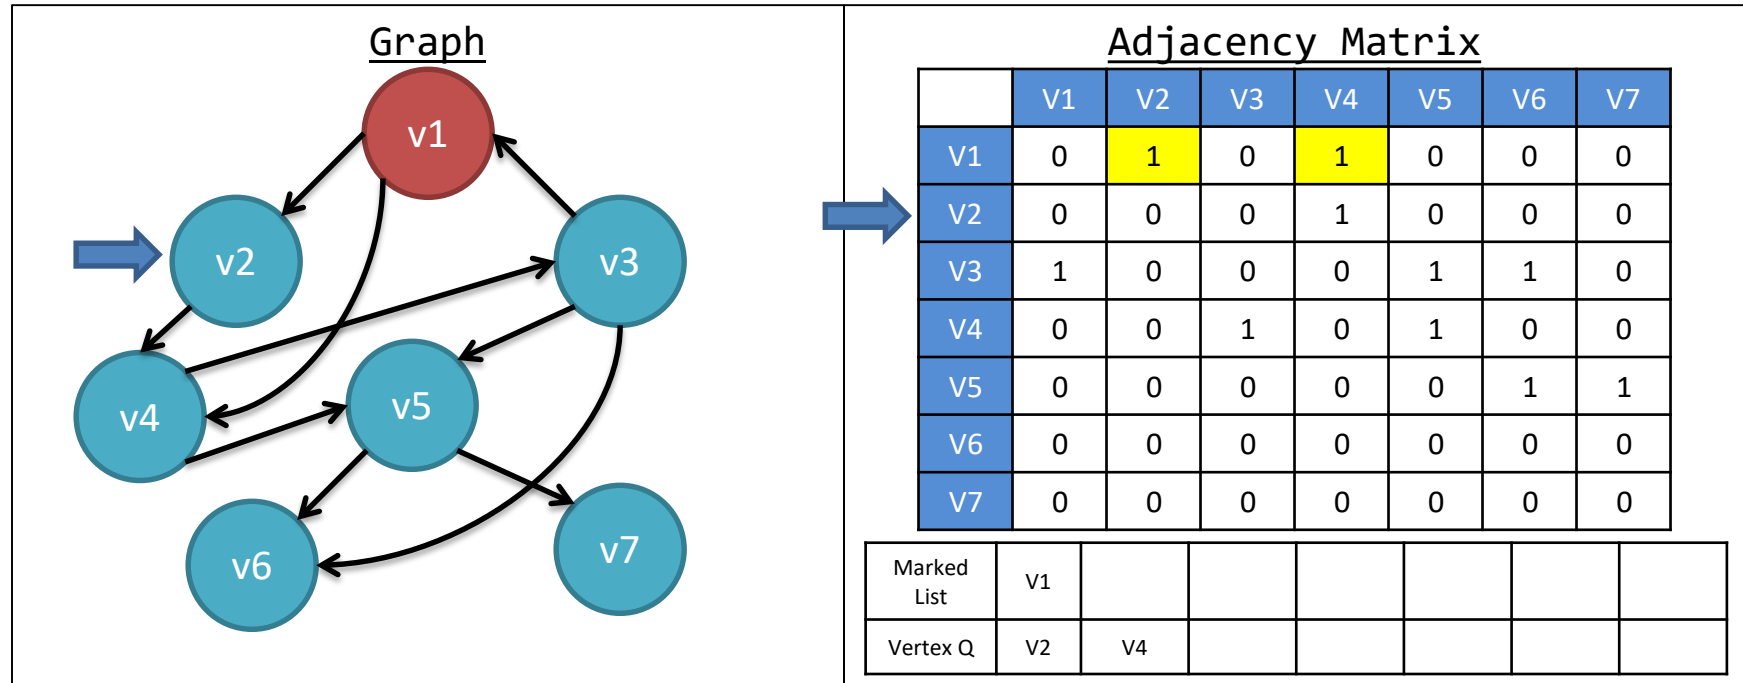 Graph
v1
v2
v3
v4
v5
v6
v7
Adjacency Matrix
V1 V2 V3 V4 V5 V6 V7
V1 0 1 0 1 0 0 0
V2 0 0 0 1 0 0 0
V3 1 0 0 0 1 1 0
V4 0 0 1 0 1 0 0
V5 0 0 0 0 0 1 1
V6 0 0 0 0 0 0 0
V7 0 0 0 0 0 0 0
Marked
List V1
Vertex Q V2 V4